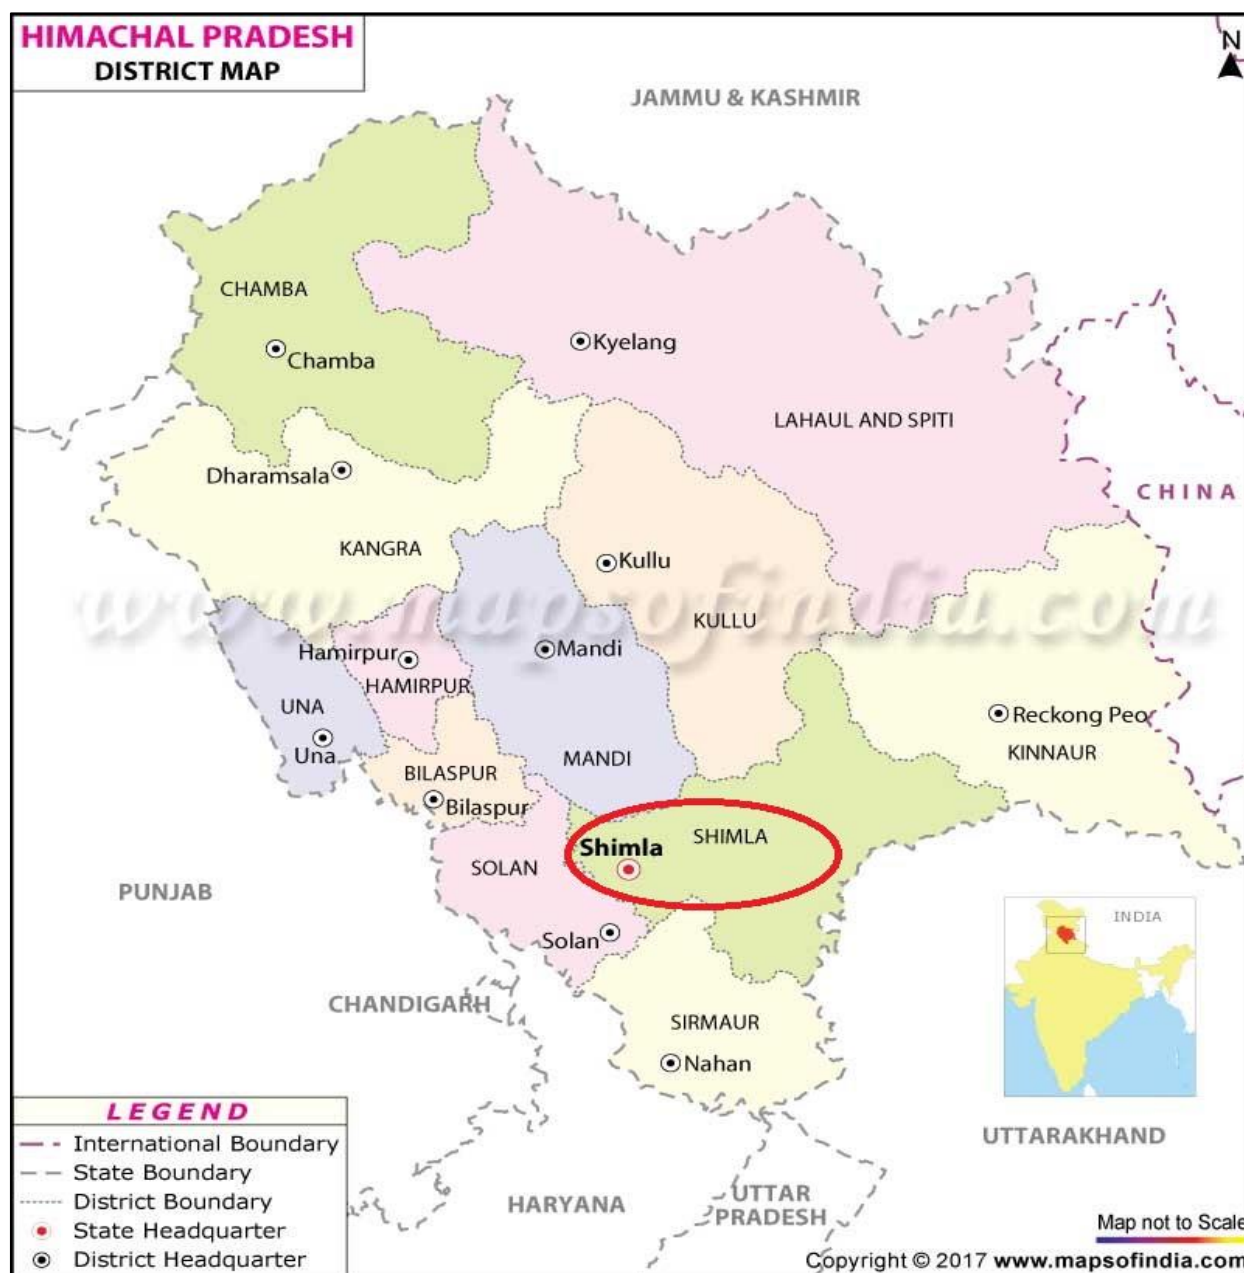 HIMACHAL PRADESH
DISTRICT MAP
N
JAMMU & KASHMIR
CHAMBA
Chamba
Kyelang
LAHAUL AND SPITI
Dharamsala
CHINA
KANGRA
Kullu
www.mapsofindia.com
KULLU
Hamirpur
Mandi
HAMIRPUR
UNA
Una
Reckong Peo
KINNAUR
MANDI
BILASPUR
Bilaspur
SHIMLA
Shimla
SOLAN
PUNJAB
INDIA
Solan
CHANDIGARH
SIRMAUR
Nahan
UTTARAKHAND
HARYANA
UTTAR
PRADESH
LEGEND
International Boundary
State Boundary
District Boundary
State Headquarter
District Headquarter
Map not to Scale
Copyright © 2017 www.mapsofindia.com